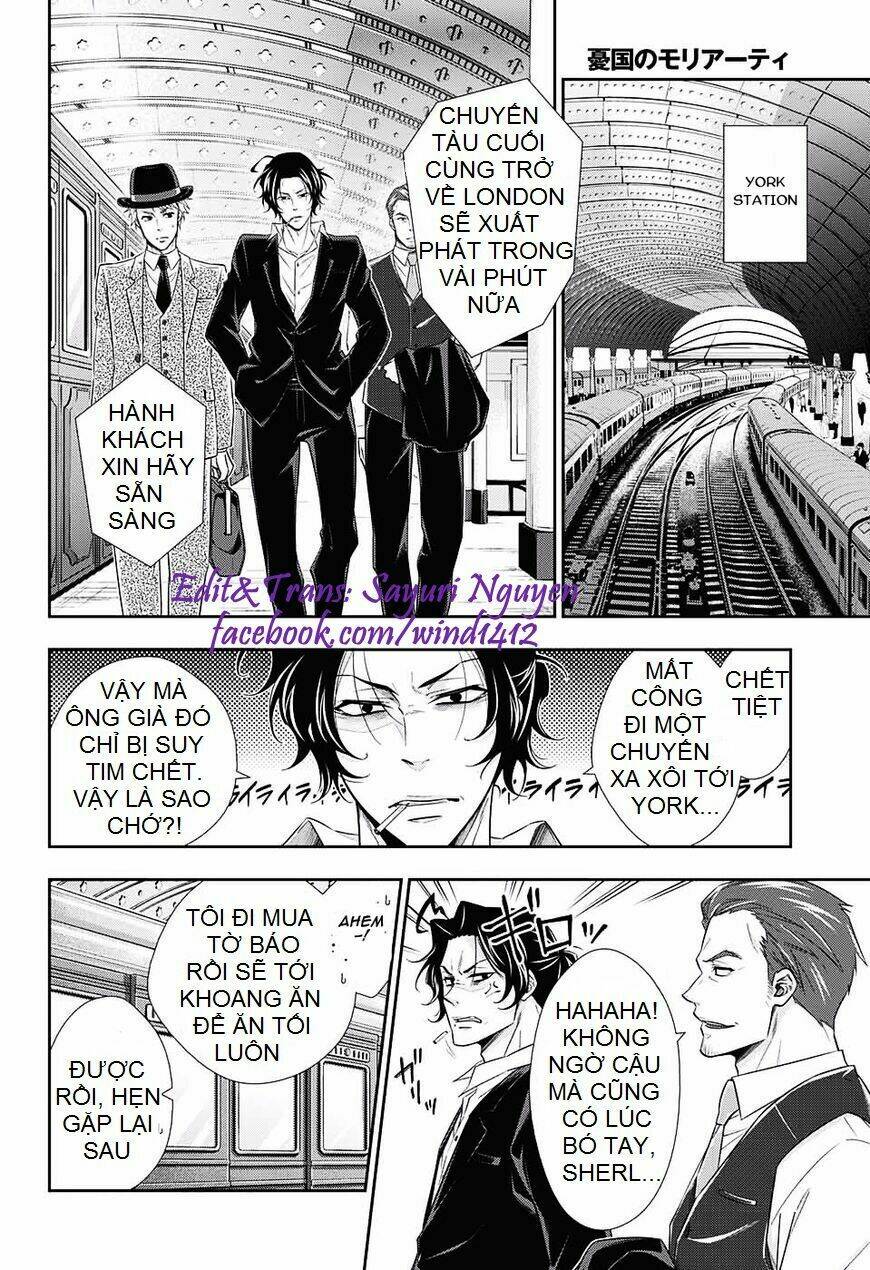 憂国のモリアーティ
YORK
STATION
CHUYẾN
TÀU CUỐI
CÙNG TRỞ
VỀ LONDON
SẼ XUẤT
PHÁT TRONG
VÀI PHÚT
NỮA
HÀNH
KHÁCH
XIN HÃY
SẴN
SÀNG
Edit&Trans: Sayuri Nguyen
facebook.com/wind1412
CHẾT
TIỆT
MẤT
CÔNG
ĐI MỘT
CHUYẾN
XA XÔI TỚI
YORK...
VẬY MÀ
ÔNG GIÀ ĐÓ
CHỈ BỊ SUY
TIM CHẾT.
VẬY LÀ SAO
CHỚ?!
HAHAHA!
KHÔNG
NGỜ CẬU
MÀ CŨNG
CÓ LÚC
BÓ TAY,
SHERL...
ギロッ
AHEM
-!
TÔI ĐI MUA
TỜ BÁO
RỒI SẼ TỚI
KHOANG ĂN
ĐỂ ĂN TỐI
LUÔN
ĐƯỢC
RỒI, HẸN
GẶP LẠI
SAU